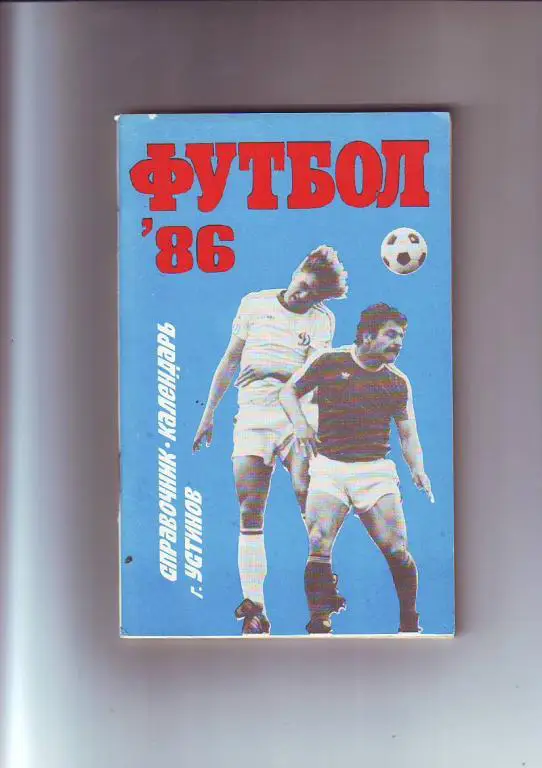 ФУТБОЛ
'86
СПРАВОЧНИК • КАЛЕНДАРЬ
г. УСТИНОВ
Д